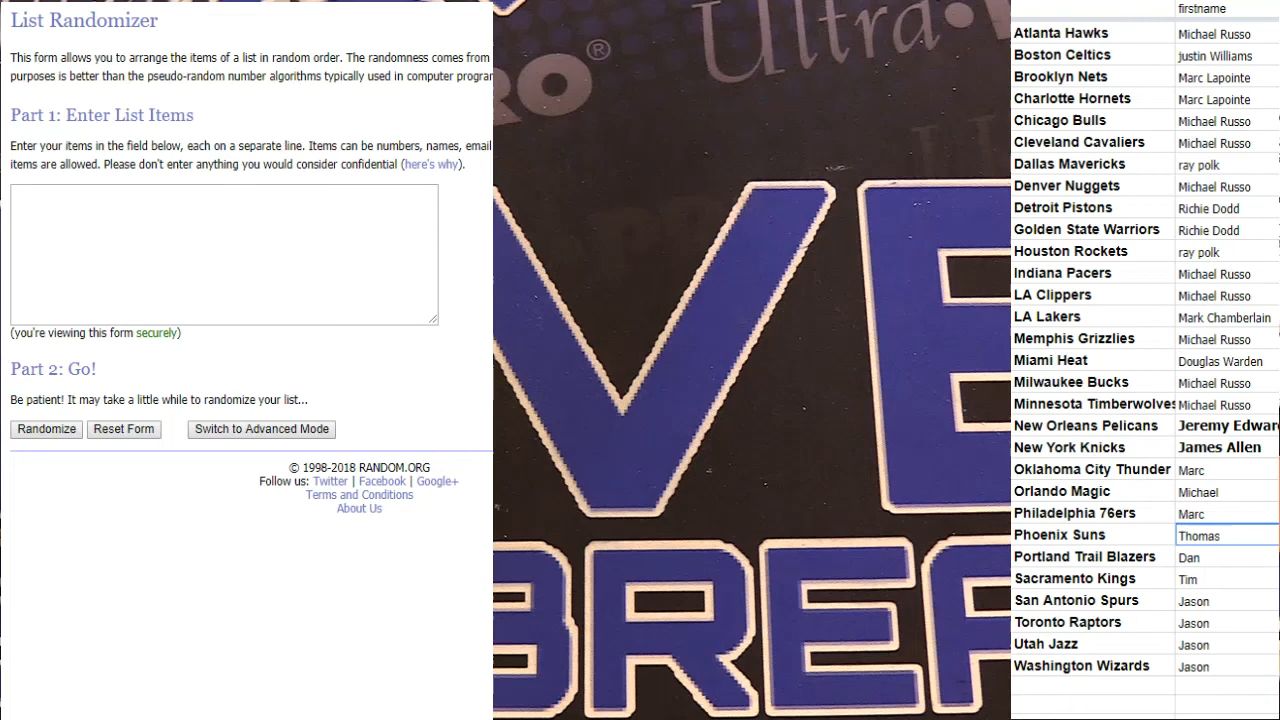 List Randomizer
This form allows you to arrange the items of a list in random order. The randomness comes from
purposes is better than the pseudo-random number algorithms typically used in computer progra
Part 1: Enter List Items
Enter your items in the field below, each on a separate line. Items can be numbers, names, email
items are allowed. Please don't enter anything you would consider confidential (here's why).
(you're viewing this form securely)
Part 2: Go!
Be patient! It may take a little while to randomize your list...
Randomize Reset Form Switch to Advanced Mode
© 1998-2018 RANDOM.ORG
Follow us: Twitter | Facebook | Google+
Terms and Conditions
About Us
RO® Ultra•
VE
BRE
firstname
Atlanta Hawks Michael Russo
Boston Celtics justin Williams
Brooklyn Nets Marc Lapointe
Charlotte Hornets Marc Lapointe
Chicago Bulls Michael Russo
Cleveland Cavaliers Michael Russo
Dallas Mavericks ray polk
Denver Nuggets Michael Russo
Detroit Pistons Richie Dodd
Golden State Warriors Richie Dodd
Houston Rockets ray polk
Indiana Pacers Michael Russo
LA Clippers Michael Russo
LA Lakers Mark Chamberlain
Memphis Grizzlies Michael Russo
Miami Heat Douglas Warden
Milwaukee Bucks Michael Russo
Minnesota Timberwolves Michael Russo
New Orleans Pelicans Jeremy Edwar
New York Knicks James Allen
Oklahoma City Thunder Marc
Orlando Magic Michael
Philadelphia 76ers Marc
Phoenix Suns Thomas
Portland Trail Blazers Dan
Sacramento Kings Tim
San Antonio Spurs Jason
Toronto Raptors Jason
Utah Jazz Jason
Washington Wizards Jason